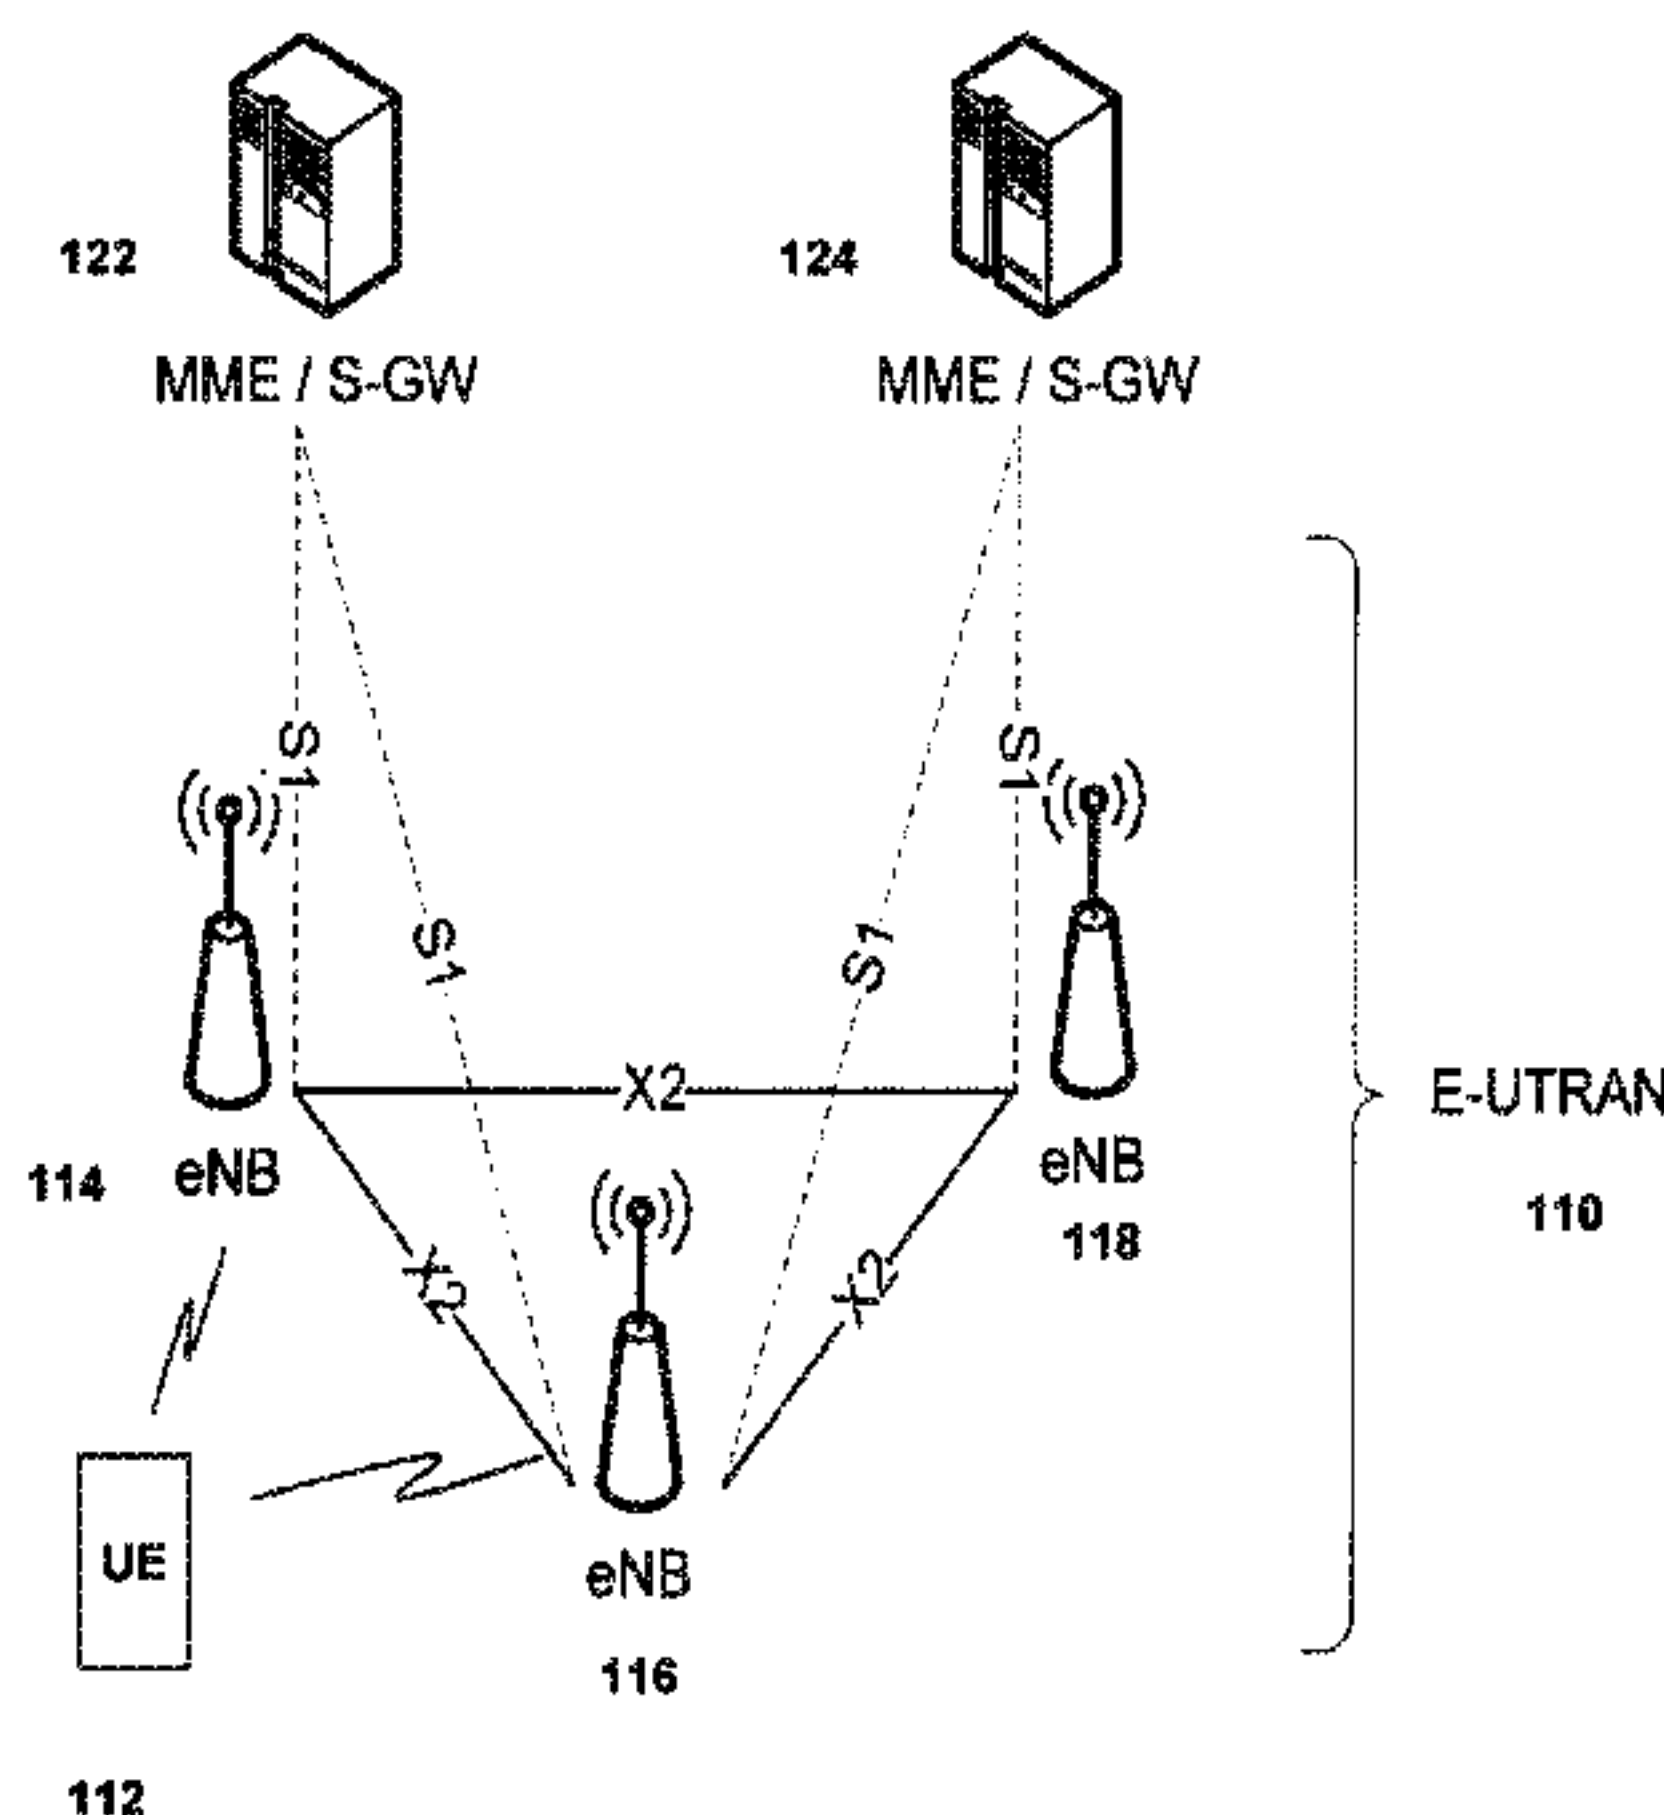 122
124
MME / S-GW
MME / S-GW
S1
S1
S1
S1
X2
E-UTRAN
114
eNB
eNB
110
118
X2
X2
UE
eNB
116
112